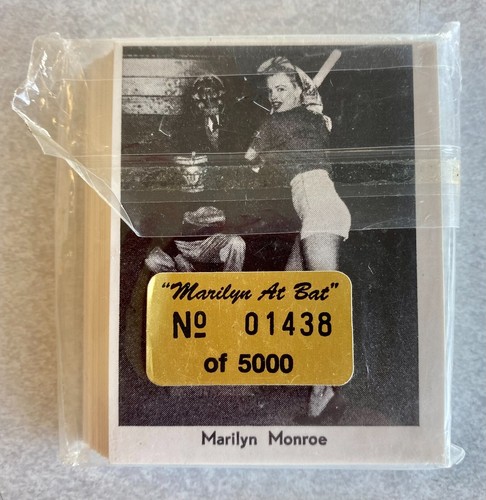 "Marilyn At Bat"
Nº 01438
of 5000
Marilyn Monroe